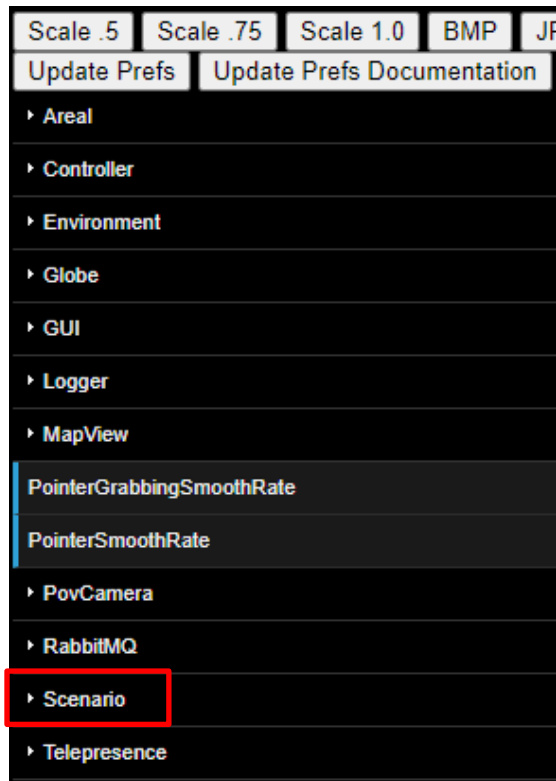 Scale .5 Scale .75 Scale 1.0 BMP
Update Prefs Update Prefs Documentation
Areal
Controller
Environment
Globe
GUI
Logger
MapView
PointerGrabbingSmoothRate
PointerSmoothRate
PovCamera
RabbitMQ
Scenario
Telepresence